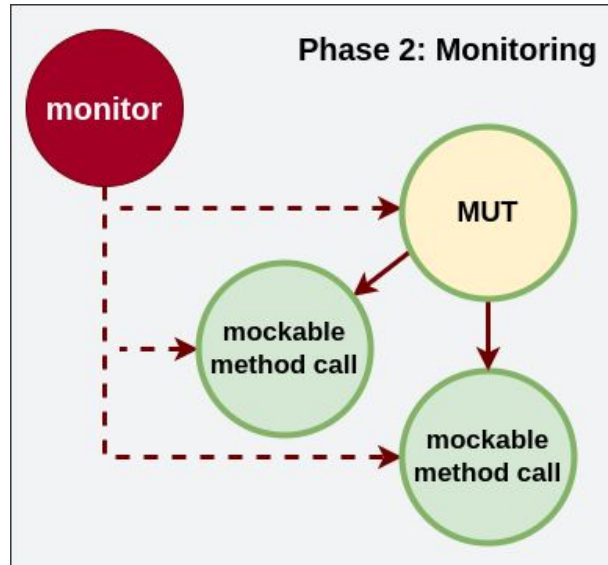 Phase 2: Monitoring
monitor
MUT
mockable
method call
mockable
method call